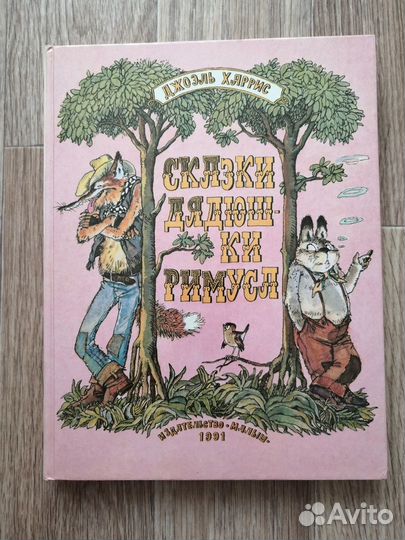 ДЖОЭЛЬ ХАРРИС
СКАЗКИ
ДЯДЮШ-
КИ
РИМУСА
ИЗДАТЕЛЬСТВО·МАЛЫШ·
1991
Avito